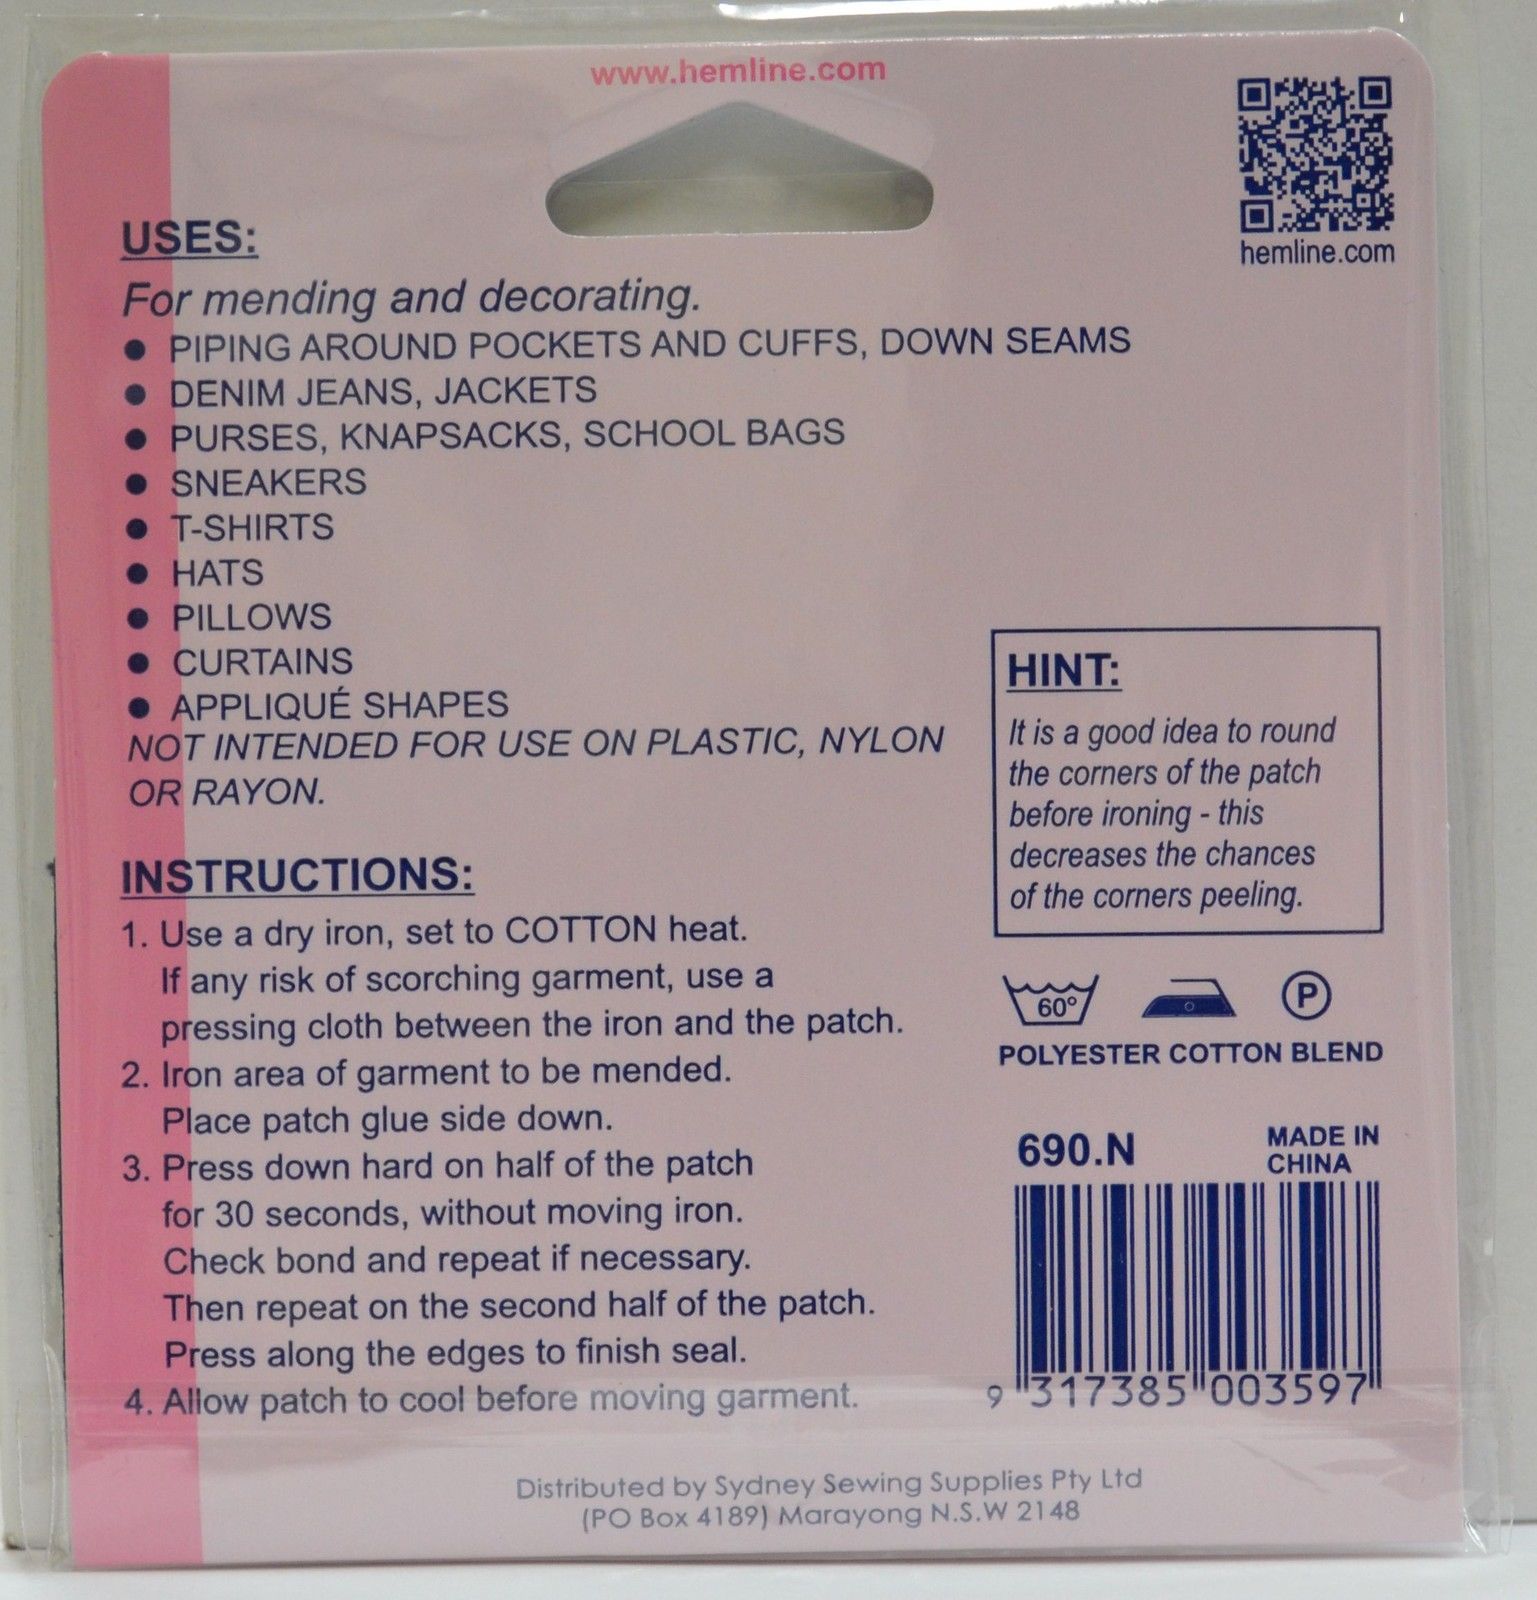 www.hemline.com
hemline.com
USES:
For mending and decorating.
● PIPING AROUND POCKETS AND CUFFS, DOWN SEAMS
● DENIM JEANS, JACKETS
● PURSES, KNAPSACKS, SCHOOL BAGS
● SNEAKERS
● T-SHIRTS
● HATS
● PILLOWS
● CURTAINS
● APPLIQUÉ SHAPES
NOT INTENDED FOR USE ON PLASTIC, NYLON
OR RAYON.
HINT:
It is a good idea to round
the corners of the patch
before ironing - this
decreases the chances
of the corners peeling.
INSTRUCTIONS:
1. Use a dry iron, set to COTTON heat.
If any risk of scorching garment, use a
pressing cloth between the iron and the patch.
2. Iron area of garment to be mended.
Place patch glue side down.
3. Press down hard on half of the patch
for 30 seconds, without moving iron.
Check bond and repeat if necessary.
Then repeat on the second half of the patch.
Press along the edges to finish seal.
4. Allow patch to cool before moving garment.
60° P
POLYESTER COTTON BLEND
690.N
MADE IN
CHINA
9 317385 003597
Distributed by Sydney Sewing Supplies Pty Ltd
(PO Box 4189) Marayong N.S.W 2148